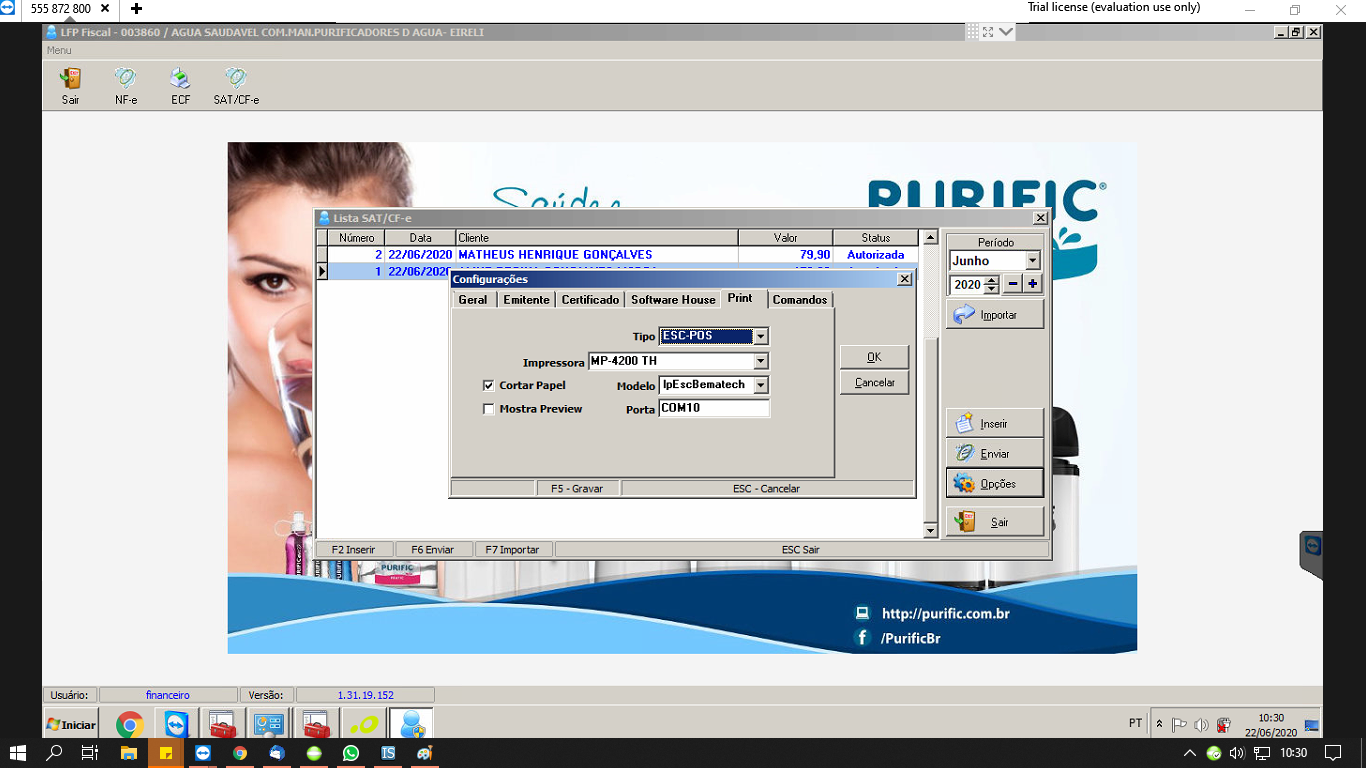 555 872 800
Trial license (evaluation use only)
LFP Fiscal - 003860 / AGUA SAUDAVEL COM.MAN.PURIFICADORES D AGUA- EIRELI
Menu
Sair
NF-e
ECF
SAT/CF-e
PURIFIC®
Lista SAT/CF-e
Número
Data
Cliente
Valor
Status
2
22/06/2020
MATHEUS HENRIQUE GONÇALVES
79,90
Autorizada
1
22/06/2020
Período
Junho
2020
Importar
Configurações
Geral
Emitente
Certificado
Software House
Print
Comandos
Tipo
ESC-POS
Impressora
MP-4200 TH
Cortar Papel
Modelo
IpEscBematech
Mostra Preview
Porta
COM10
OK
Cancelar
F5 - Gravar
ESC - Cancelar
Inserir
Enviar
Opções
Sair
F2 Inserir
F6 Enviar
F7 Importar
ESC Sair
PURIFIC
http://purific.com.br
/PurificBr
Usuário:
financeiro
Versão:
1.31.19.152
Iniciar
PT
10:30
22/06/2020
10:30